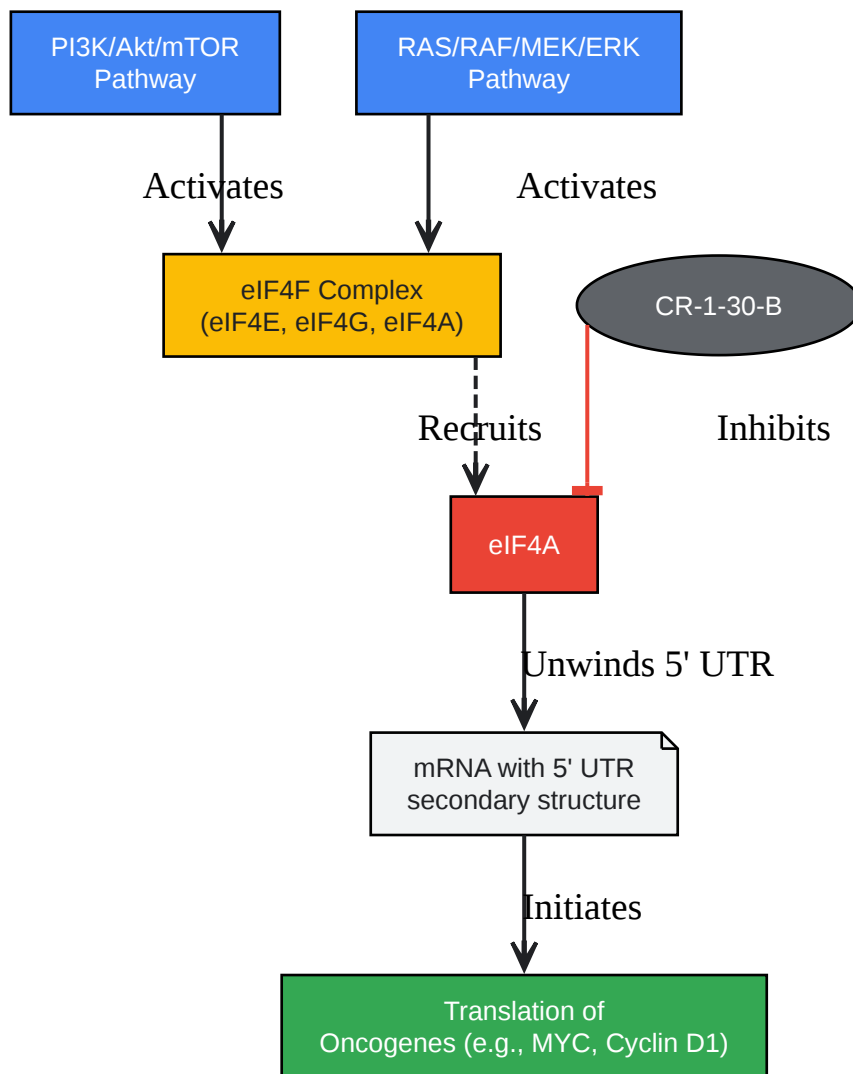 PI3K/Akt/mTOR
Pathway
RAS/RAF/MEK/ERK
Pathway
Activates
Activates
eIF4F Complex
(eIF4E, eIF4G, eIF4A)
CR-1-30-B
Recruits
Inhibits
eIF4A
Unwinds 5' UTR
mRNA with 5' UTR
secondary structure
Initiates
Translation of
Oncogenes (e.g., MYC, Cyclin D1)